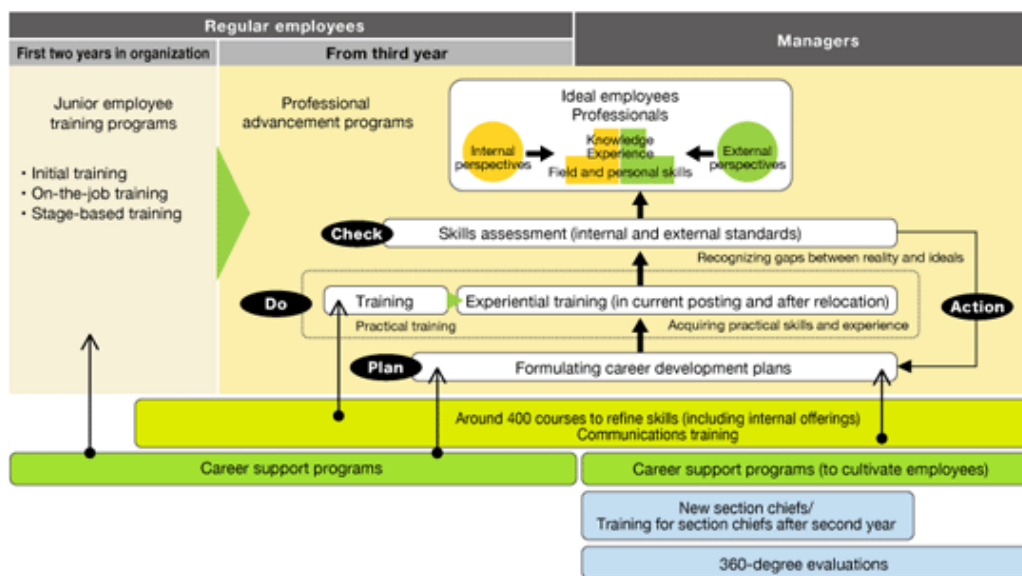 Regular employees
Managers
First two years in organization
From third year
Junior employee
training programs
• Initial training
• On-the-job training
• Stage-based training
Professional
advancement programs
Ideal employees
Professionals
Internal
perspectives
Knowledge
Experience
Field and personal skills
External
perspectives
Check
Skills assessment (internal and external standards)
Recognizing gaps between reality and ideals
Do
Training
Experiential training (in current posting and after relocation)
Practical training
Acquiring practical skills and experience
Action
Plan
Formulating career development plans
Around 400 courses to refine skills (including internal offerings)
Communications training
Career support programs
Career support programs (to cultivate employees)
New section chiefs/
Training for section chiefs after second year
360-degree evaluations